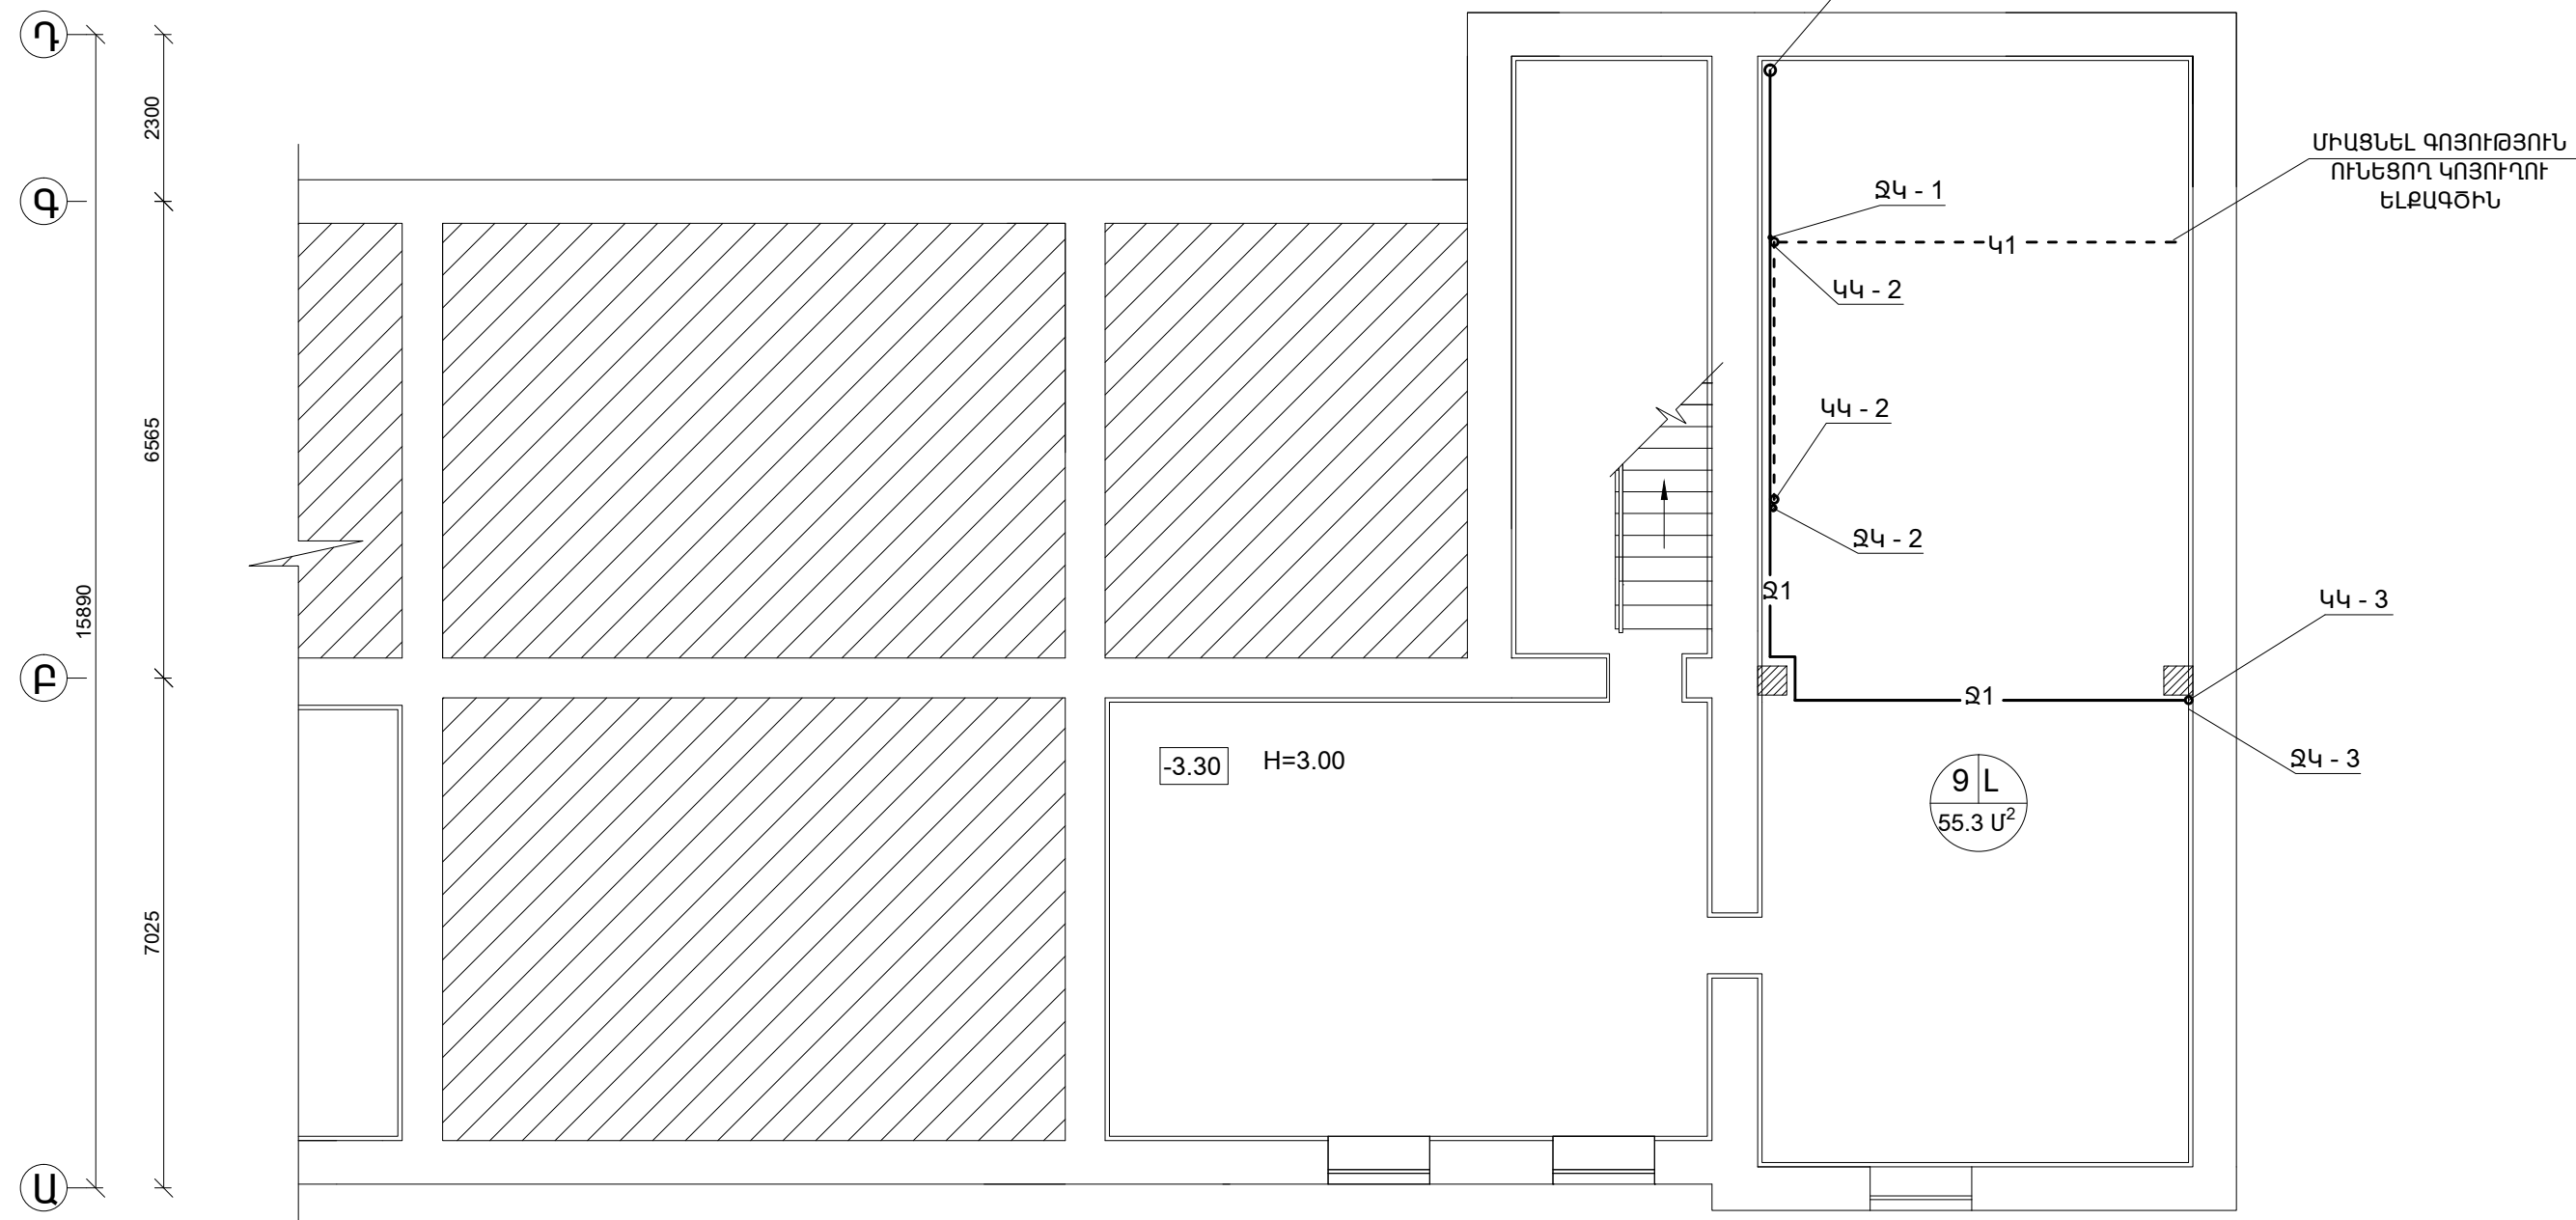 Դ
2300
ՄԻԱՑՆԵԼ ԳՈՅՈՒԹՅՈՒՆ
ՈՒՆԵՑՈՂ ԿՈՅՈՒՂՈՒ
ԵԼՔԱԳԾԻՆ
Գ
ՋԿ - 1
Կ1
ԿԿ - 2
ԿԿ - 2
6565
ՋԿ - 2
15890
Ջ1
ԿԿ - 3
Բ
Ջ1
-3.30
H=3.00
ՋԿ - 3
9 L
55.3 Մ²
7025
Ա